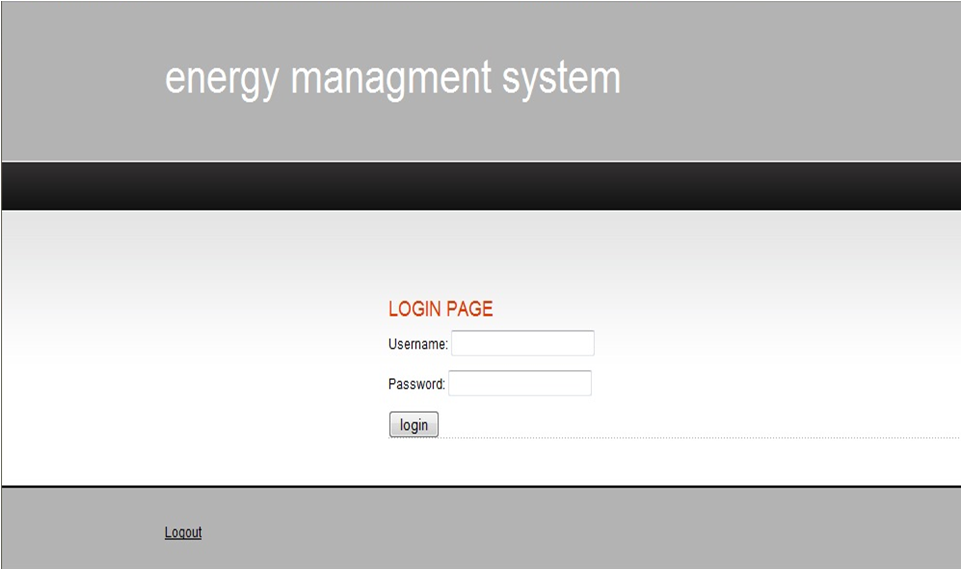 energy managment system
LOGIN PAGE
Username:
Password:
login
Logout